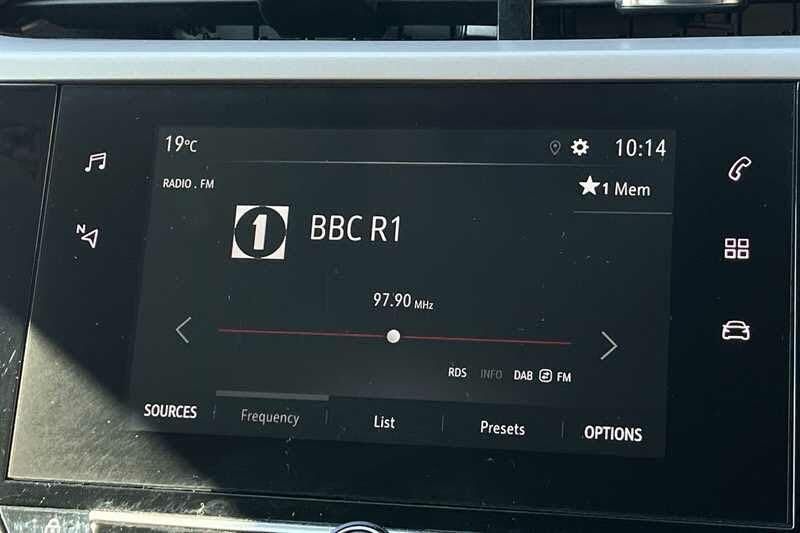 19°C 10:14
RADIO . FM
1 Mem
N
1 BBC R1
97.90 MHz
RDS INFO DAB FM
SOURCES Frequency List Presets OPTIONS